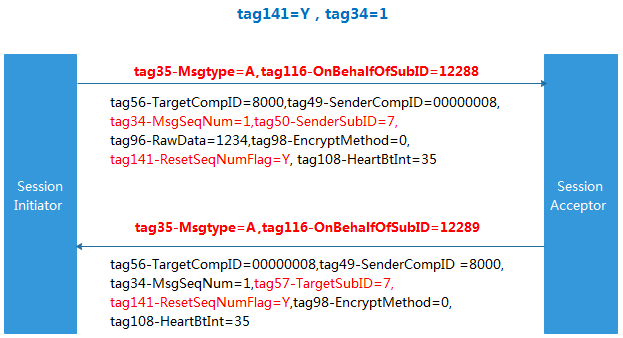 tag141=Y , tag34=1
tag35-Msgtype=A,tag116-OnBehalfOfSubID=12288
tag56-TargetCompID=8000,tag49-SenderCompID=00000008,
tag34-MsgSeqNum=1,tag50-SenderSubID=7,
tag96-RawData=1234,tag98-EncryptMethod=0,
tag141-ResetSeqNumFlag=Y, tag108-HeartBtInt=35
Session
Initiator
Session
Acceptor
tag35-Msgtype=A,tag116-OnBehalfOfSubID=12289
tag56-TargetCompID=00000008,tag49-SenderCompID =8000,
tag34-MsgSeqNum=1,tag57-TargetSubID=7,
tag141-ResetSeqNumFlag=Y,tag98-EncryptMethod=0,
tag108-HeartBtInt=35